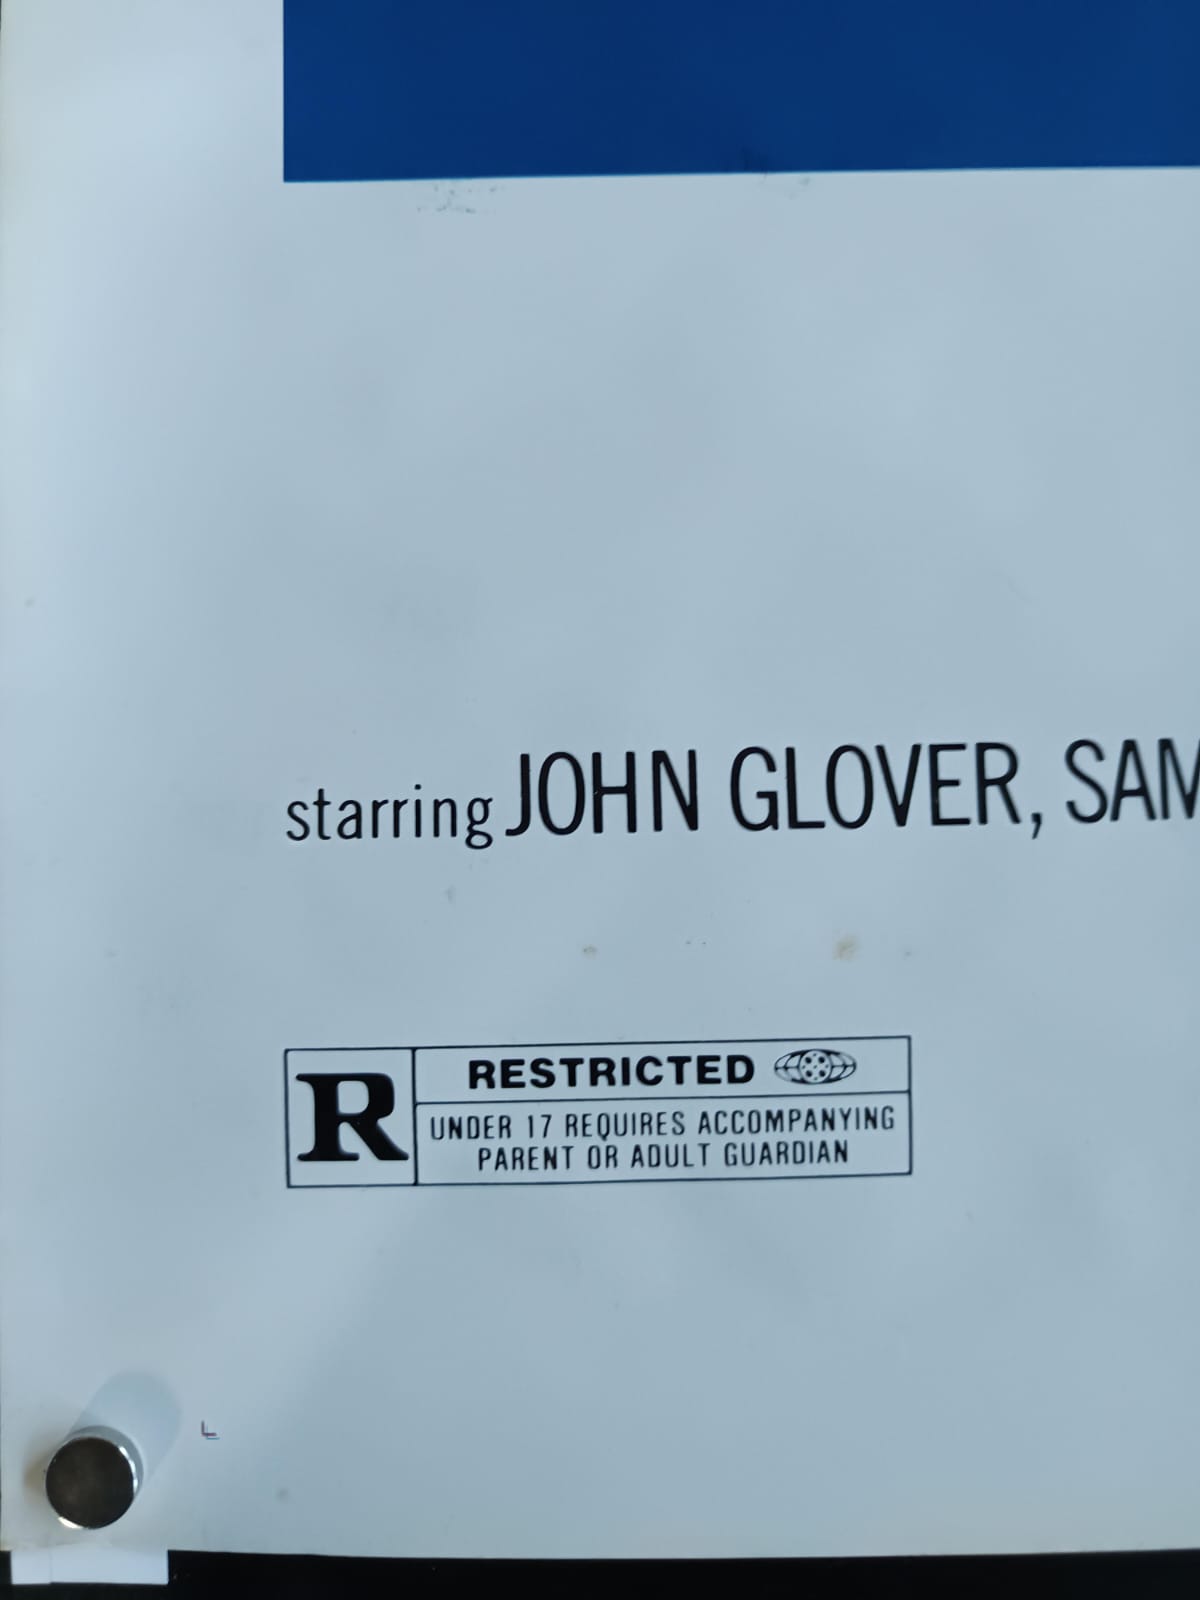 starring JOHN GLOVER, SAM
R
RESTRICTED
UNDER 17 REQUIRES ACCOMPANYING
PARENT OR ADULT GUARDIAN